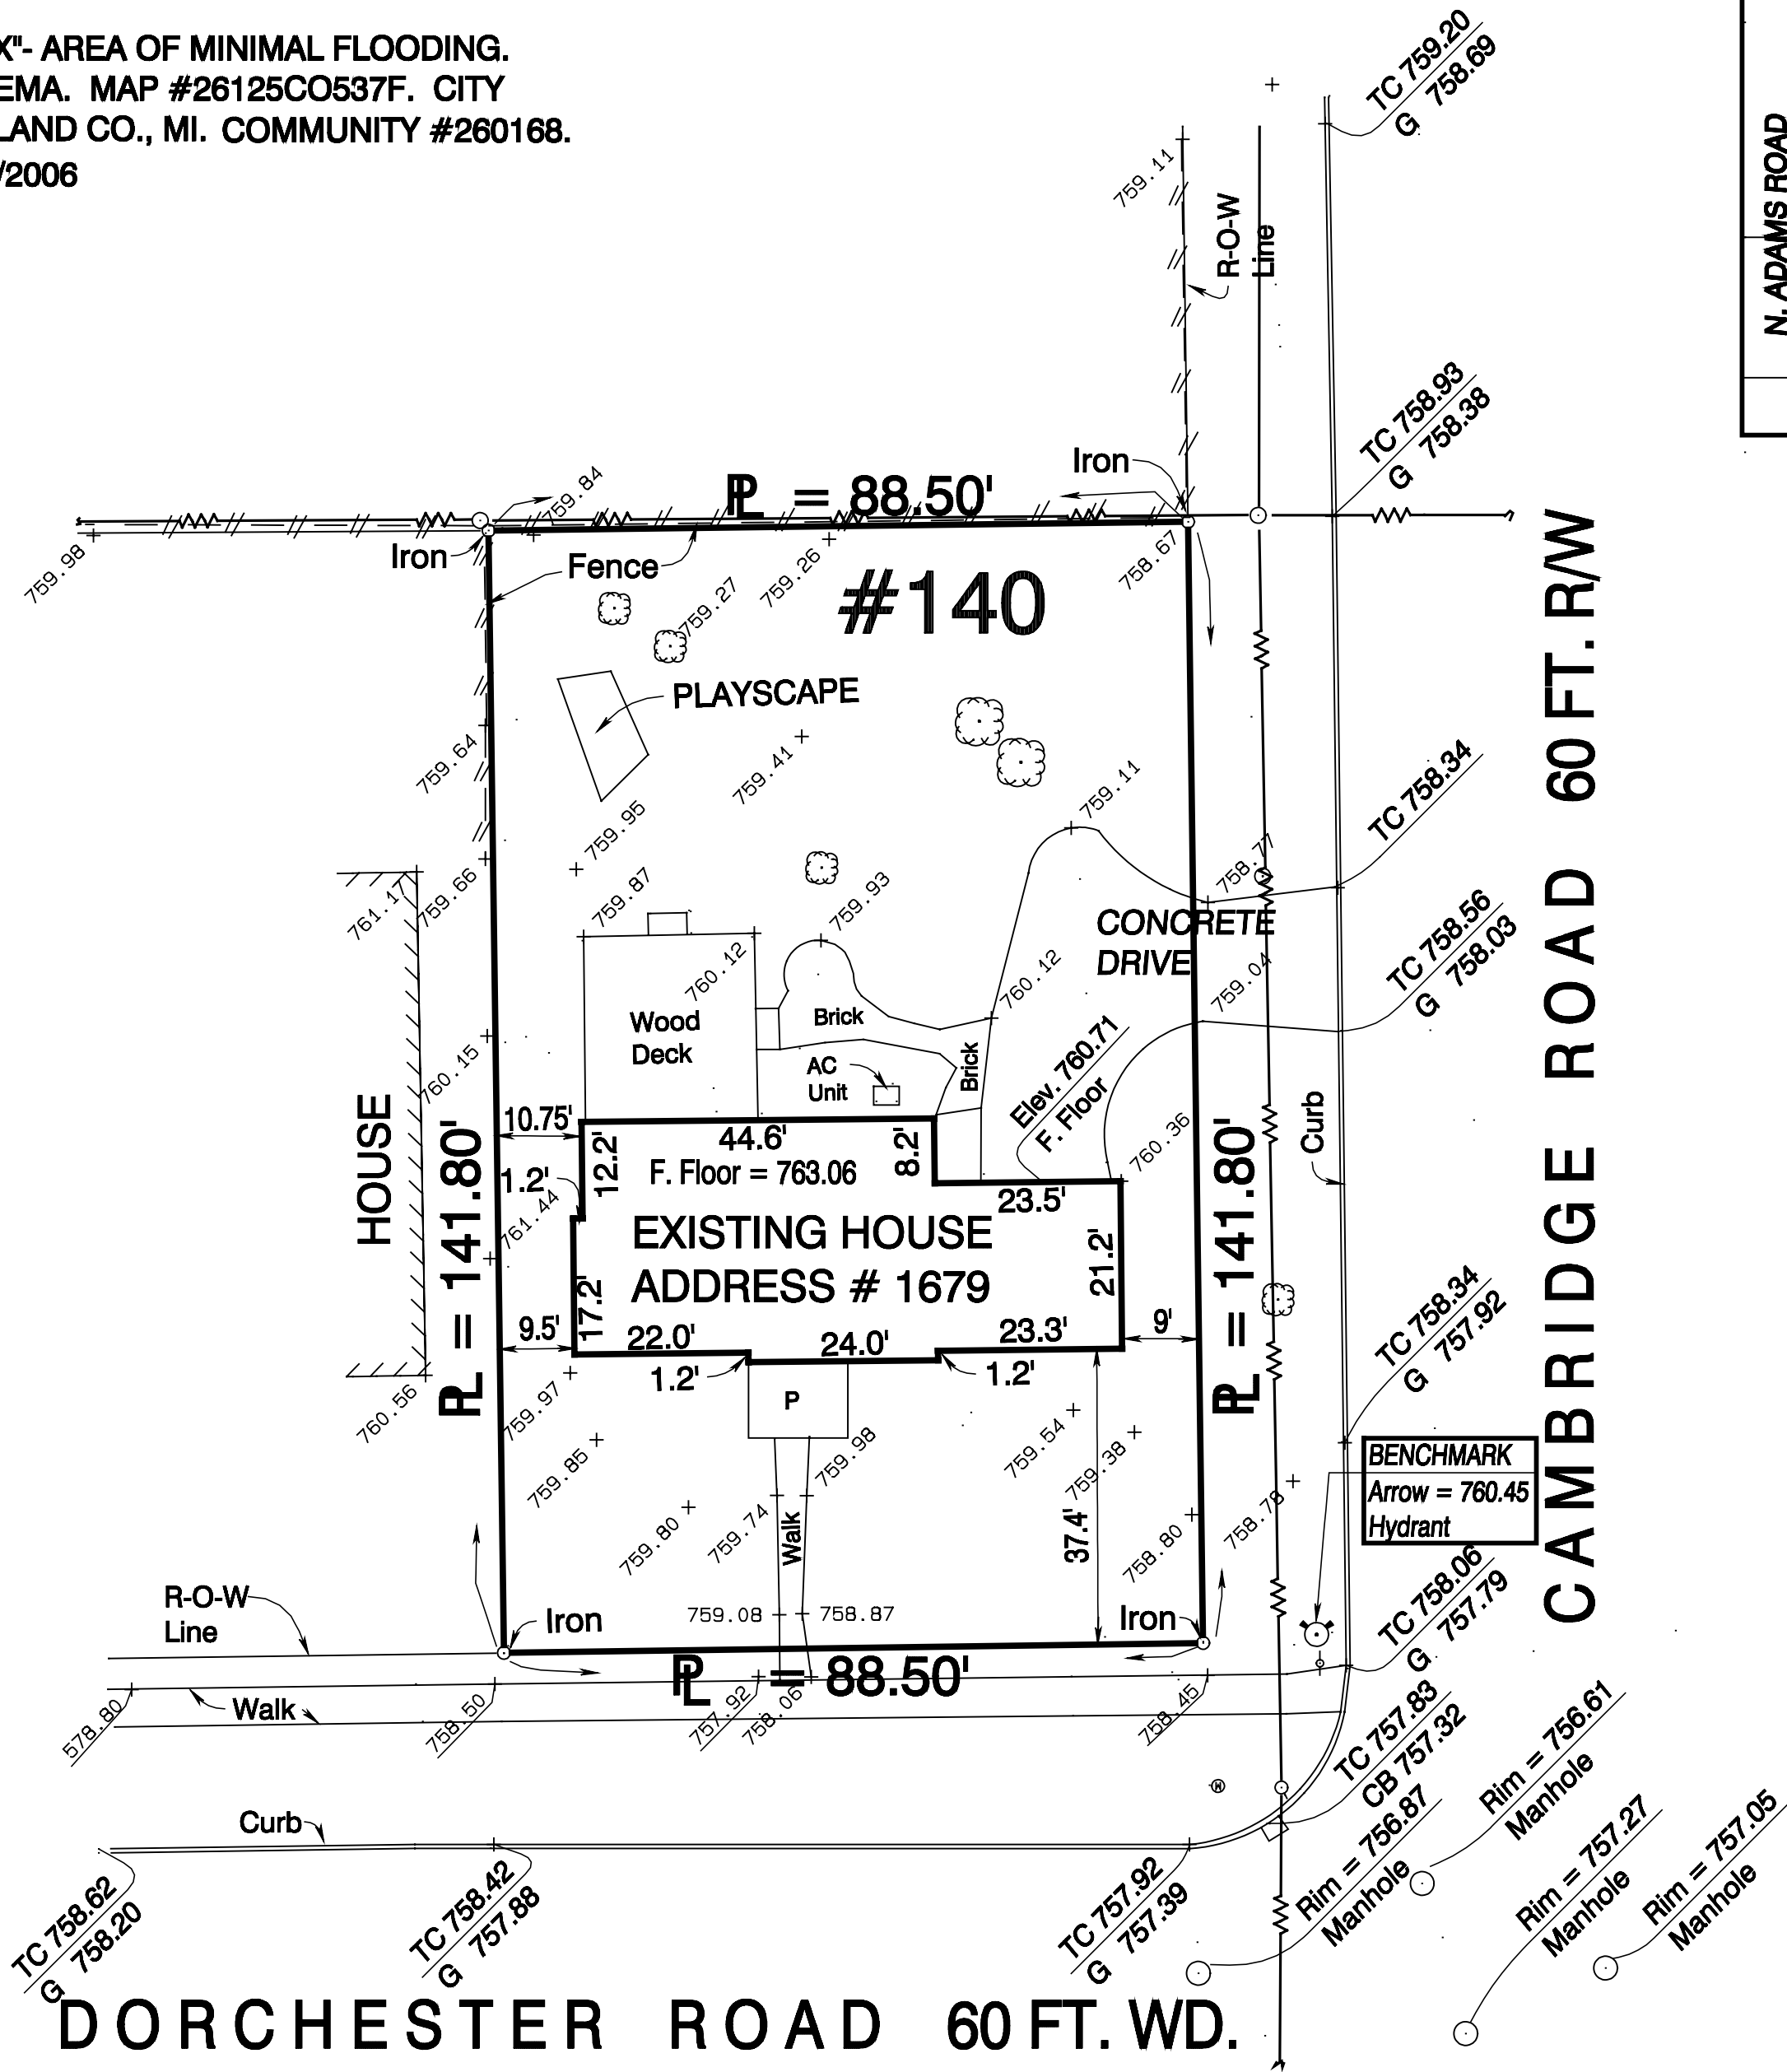 X"- AREA OF MINIMAL FLOODING.
EMA. MAP #26125CO537F. CITY
LAND CO., MI. COMMUNITY #260168.
/2006
TC 759.20
G 758.69
N. ADAMS ROAD
759.11
R-O-W
Line
TC 758.93
G 758.38
Iron
PL = 88.50'
759.84
759.98
Iron
Fence
759.26
758.67
#140
759.27
PLAYSCAPE
759.64
759.41
759.11
TC 758.34
759.95
761.17
759.66
759.87
759.93
758.77
CONCRETE
DRIVE
TC 758.56
G 758.03
760.12
760.12
759.04
Wood
Deck
Brick
AC
Unit
Brick
Elev. 760.71
F. Floor
760.15
HOUSE
PL = 141.80'
10.75'
44.6'
12.2'
8.2'
F. Floor = 763.06
1.2'
761.44
23.5'
760.36
PL = 141.80'
Curb
EXISTING HOUSE
ADDRESS # 1679
17.2'
21.2'
9.5'
22.0'
24.0'
23.3'
9'
1.2'
1.2'
TC 758.34
G 757.92
CAMBRIDGE ROAD 60 FT. R/W
760.56
759.97
P
759.85
759.98
759.54
759.38
BENCHMARK
Arrow = 760.45
Hydrant
759.80
759.74
Walk
37.4'
758.80
758.78
R-O-W
Line
Iron
759.08
758.87
Iron
TC 758.06
G 757.79
PL = 88.50'
578.80
Walk
758.50
757.92
758.06
758.45
TC 757.83
CB 757.32
Rim = 756.61
Manhole
W
Rim = 756.87
Manhole
Rim = 757.27
Manhole
Rim = 757.05
Manhole
Curb
TC 758.62
G 758.20
TC 758.42
G 757.88
TC 757.92
G 757.39
DORCHESTER ROAD 60 FT. WD.